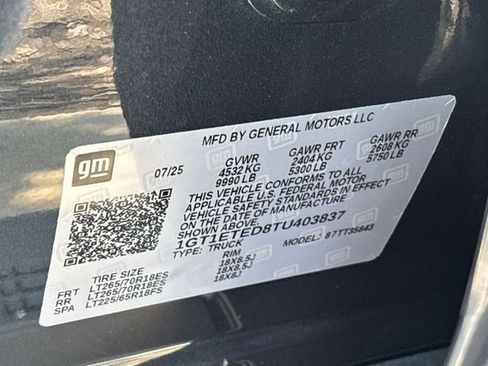 gm
MFD BY GENERAL MOTORS LLC
07/25 GVWR GAWR FRT GAWR RR
4532 KG 2404 KG 2608 KG
9990 LB 5300 LB 5750 LB
THIS VEHICLE CONFORMS TO ALL
APPLICABLE U.S. FEDERAL MOTOR
VEHICLE SAFETY STANDARDS IN EFFECT
ON THE DATE OF MANUFACTURE
1GT1ETED8TU403837
TYPE: TRUCK MODEL: 87TT35843
TIRE SIZE RIM
FRT LT265/70R18ES 18X8.5J
RR LT265/70R18ES 18X8.5J
SPA LT225/65R18FS 18X8J